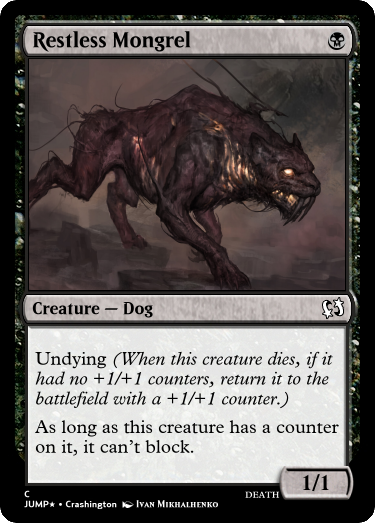 Restless Mongrel
Creature — Dog
Undying (When this creature dies, if it
had no +1/+1 counters, return it to the
battlefield with a +1/+1 counter.)
As long as this creature has a counter
on it, it can't block.
1/1
C
JUMP★ • Crashington Ivan Mikhalhenko
DEATH